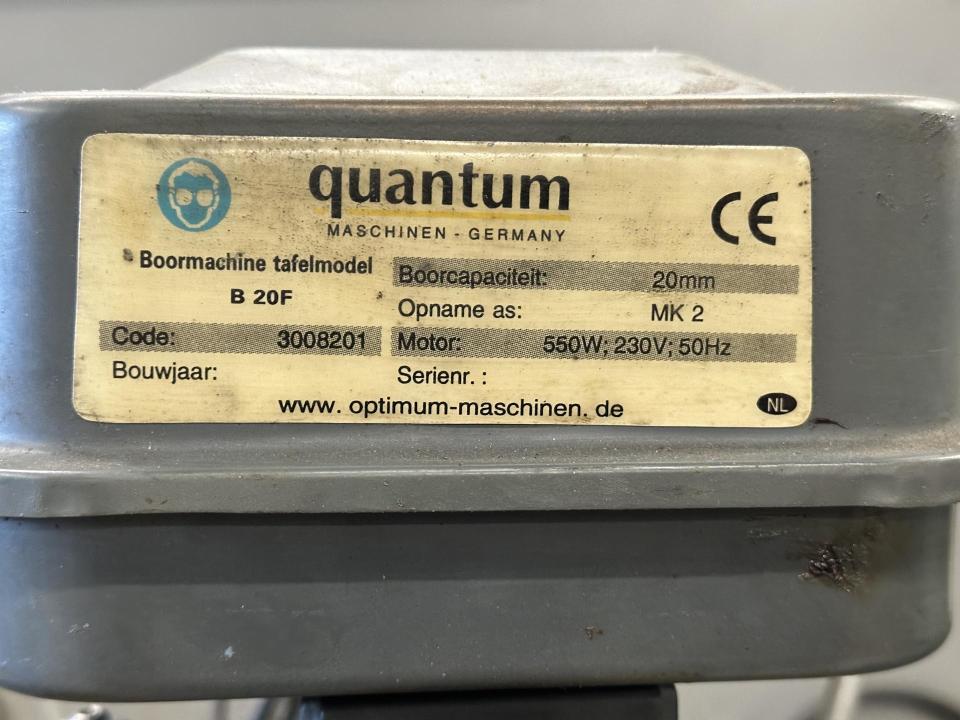 quantum
MASCHINEN - GERMANY
CE
Boormachine tafelmodel
B 20F
Code: 3008201
Bouwjaar:
Boorcapaciteit: 20mm
Opname as: MK 2
Motor: 550W; 230V; 50Hz
Serienr. :
www. optimum-maschinen. de
NL